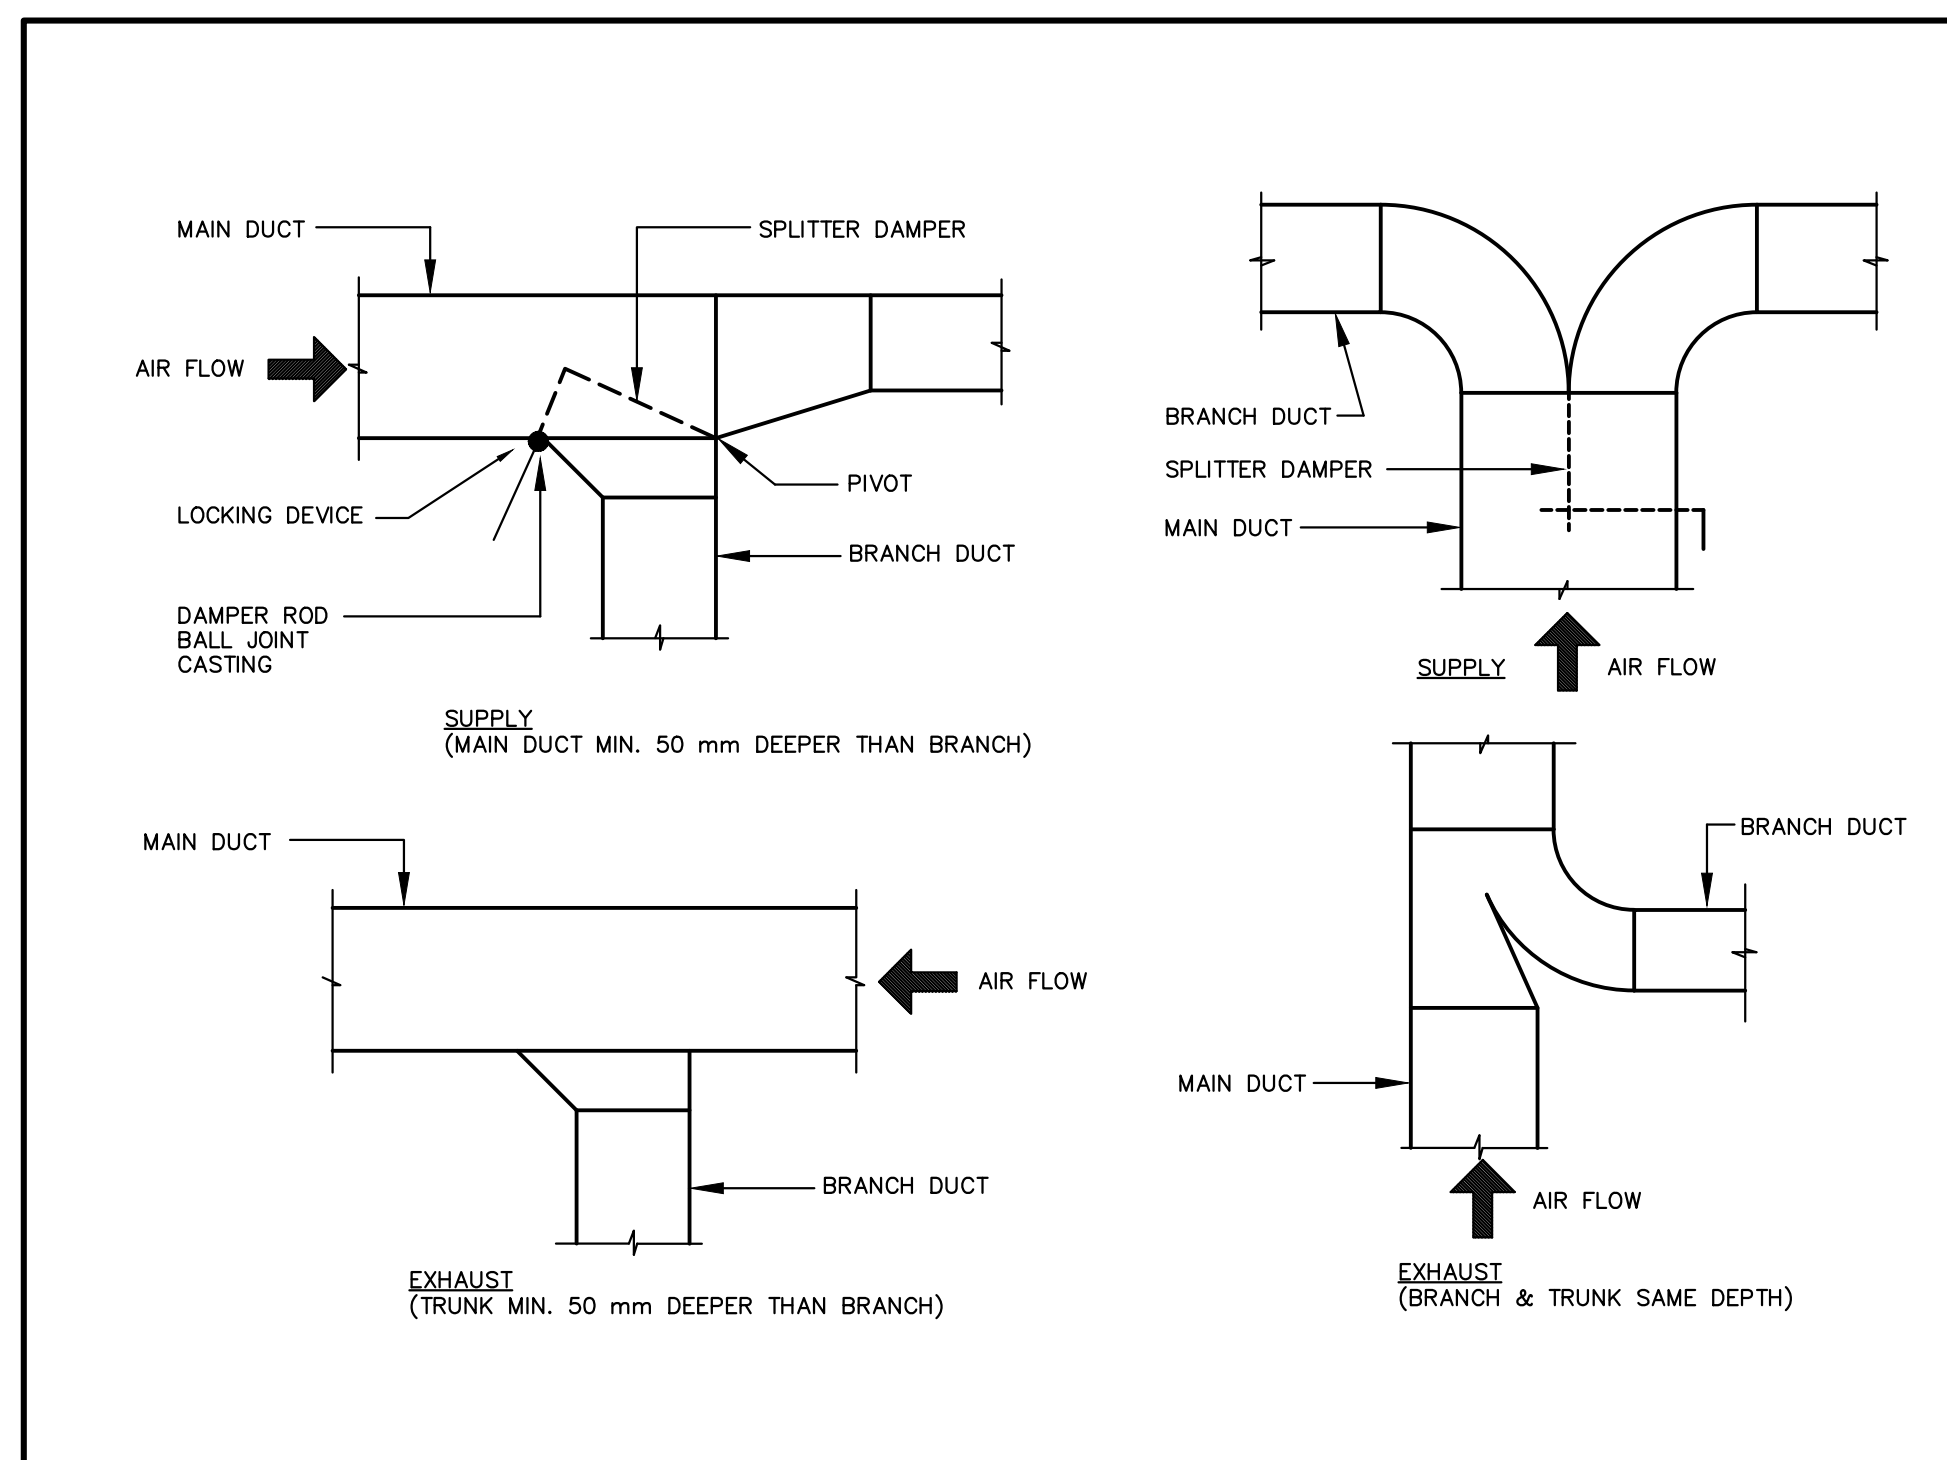 MAIN DUCT
SPLITTER DAMPER
AIR FLOW
LOCKING DEVICE
PIVOT
BRANCH DUCT
DAMPER ROD
BALL JOINT
CASTING
SUPPLY
(MAIN DUCT MIN. 50 mm DEEPER THAN BRANCH)
BRANCH DUCT
SPLITTER DAMPER
MAIN DUCT
SUPPLY
AIR FLOW
MAIN DUCT
AIR FLOW
BRANCH DUCT
EXHAUST
(TRUNK MIN. 50 mm DEEPER THAN BRANCH)
BRANCH DUCT
MAIN DUCT
AIR FLOW
EXHAUST
(BRANCH & TRUNK SAME DEPTH)